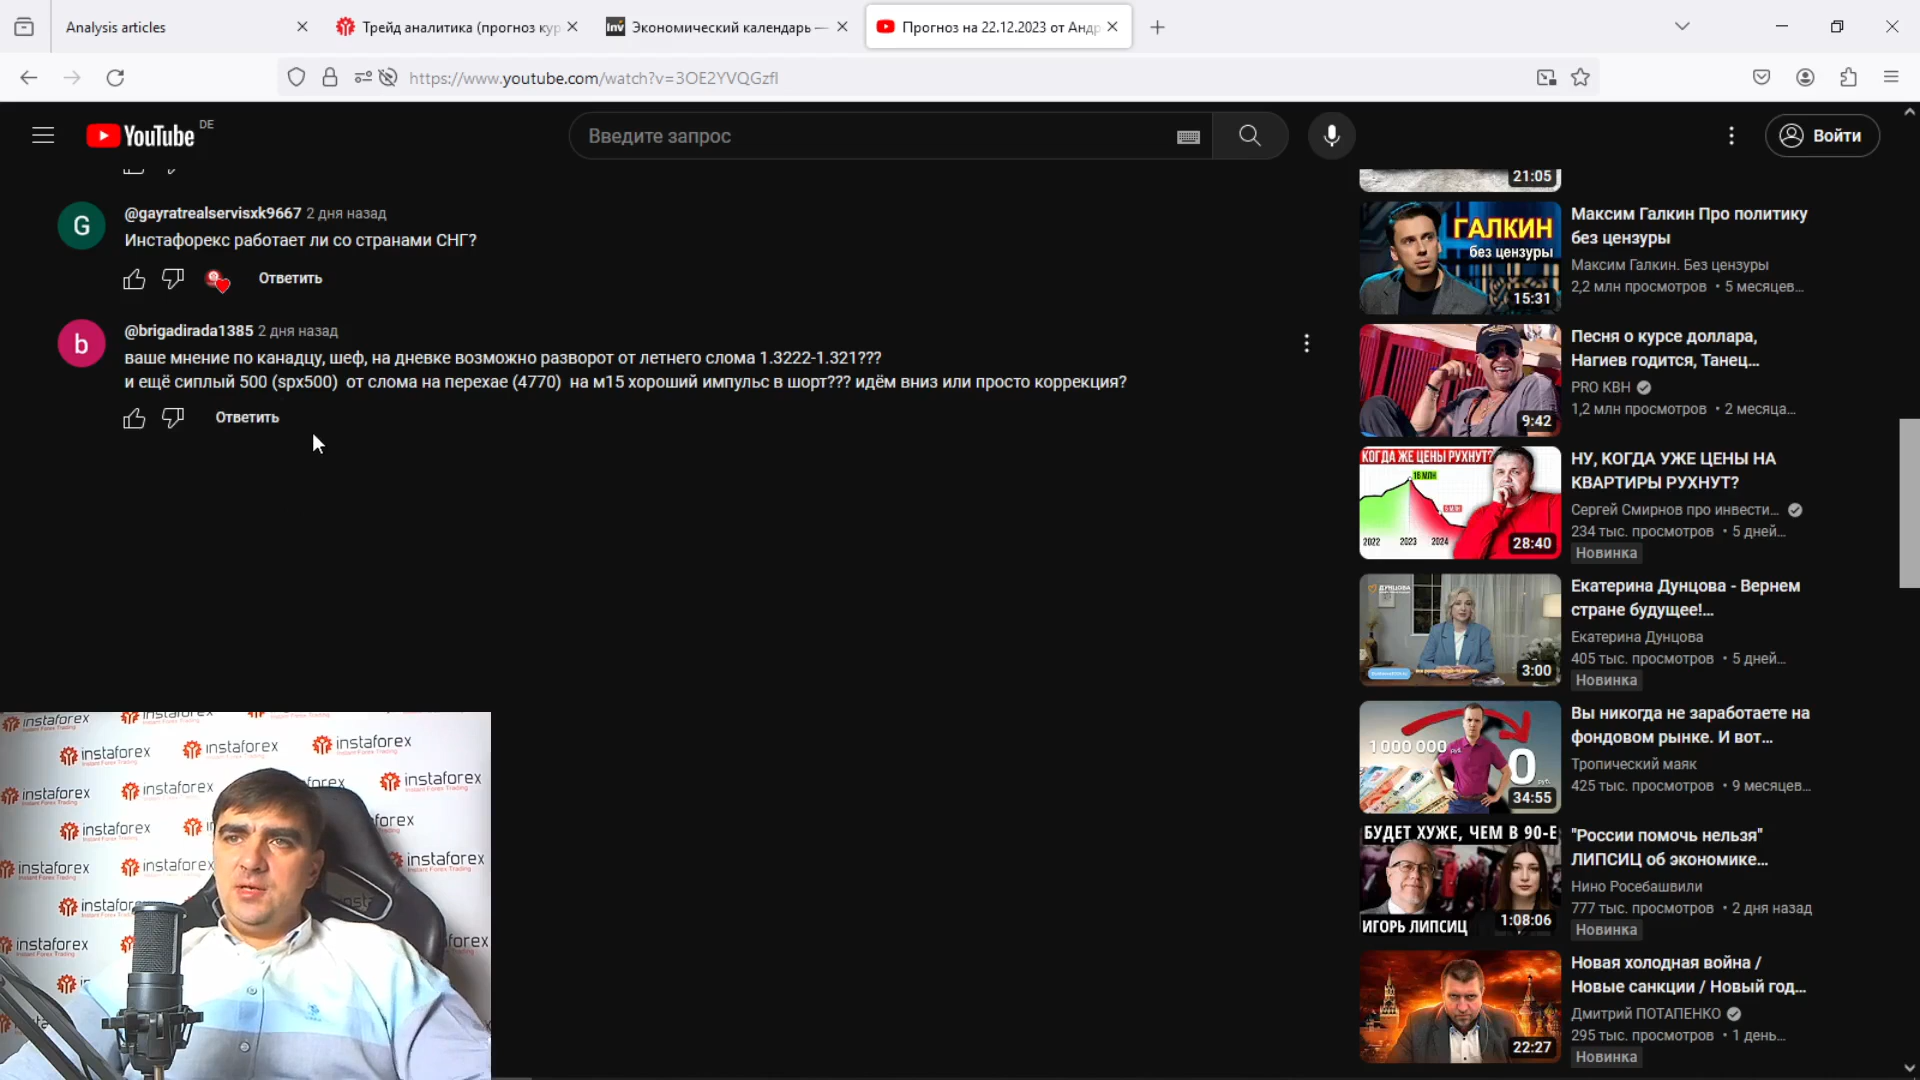 Analysis articles
Трейд аналитика (прогноз кур
Экономический календарь —
Прогноз на 22.12.2023 от Андр
https://www.youtube.com/watch?v=3OE2YVQGzfI
YouTube DE
Введите запрос
Войти
@gayratrealservisxk9667 2 дня назад
Инстафорекс работает ли со странами СНГ?
Ответить
@brigadirada1385 2 дня назад
ваше мнение по канадцу, шеф, на дневке возможно разворот от летнего слома 1.3222-1.321???
и ещё сиплый 500 (spx500) от слома на перехае (4770) на м15 хороший импульс в шорт??? идём вниз или просто коррекция?
Ответить
21:05
ГАЛКИН
без цензуры
15:31
Максим Галкин Про политику
без цензуры
Максим Галкин. Без цензуры
2,2 млн просмотров • 5 месяцев...
9:42
Песня о курсе доллара,
Нагиев годится, Танец...
PRO КВН
1,2 млн просмотров • 2 месяца...
КОГДА ЖЕ ЦЕНЫ РУХНУТ?
2022 2023 2024
28:40
НУ, КОГДА УЖЕ ЦЕНЫ НА
КВАРТИРЫ РУХНУТ?
Сергей Смирнов про инвести...
234 тыс. просмотров • 5 дней...
Новинка
3:00
Екатерина Дунцова - Вернем
стране будущее!...
Екатерина Дунцова
405 тыс. просмотров • 5 дней...
Новинка
1 000 000
0
34:55
Вы никогда не заработаете на
фондовом рынке. И вот...
Тропический маяк
425 тыс. просмотров • 9 месяцев...
БУДЕТ ХУЖЕ, ЧЕМ В 90-Е
ИГОРЬ ЛИПСИЦ
1:08:06
"России помочь нельзя"
ЛИПСИЦ об экономике...
Нино Росебашвили
777 тыс. просмотров • 2 дня назад
Новинка
22:27
Новая холодная война /
Новые санкции / Новый год...
Дмитрий ПОТАПЕНКО
295 тыс. просмотров • 1 день...
Новинка
instaforex
Instant Forex Trading